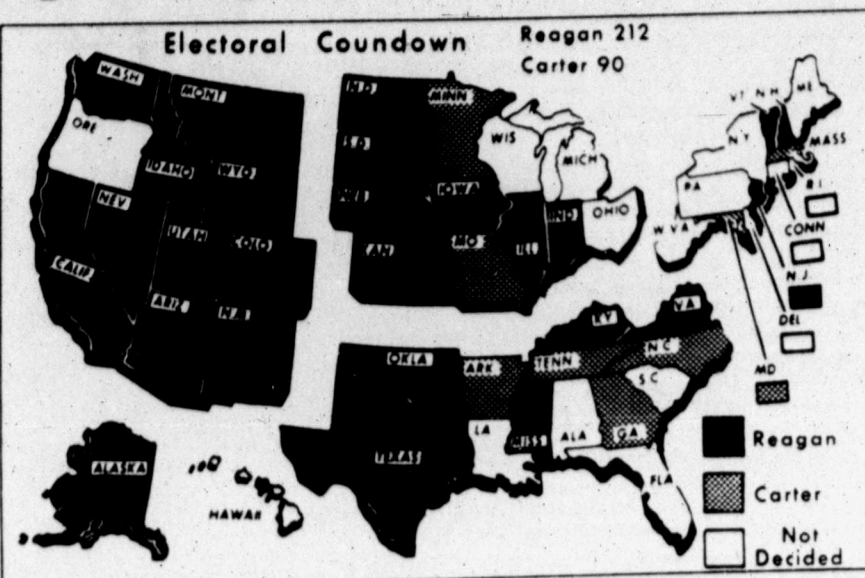 Electoral Coundown
Reagan 212
Carter 90
WASH
MONT
ORE
IDAHO
WYO
NEV
UTAH
COLO
CALIF
ARIZ
N.D
MINN
S.D
WIS
MICH
NEB
IOWA
AN
MO
ILL
IND
OHIO
VT N.H.
ME
N.Y.
MASS
PA
R.I.
W.VA
CONN
N.J.
DEL
MD
KY
VA
OKLA
ARK
TENN
N.C
S.C
TEXAS
LA
MISS
ALA
GA
FLA
ALASKA
HAWAII
Reagan
Carter
Not
Decided